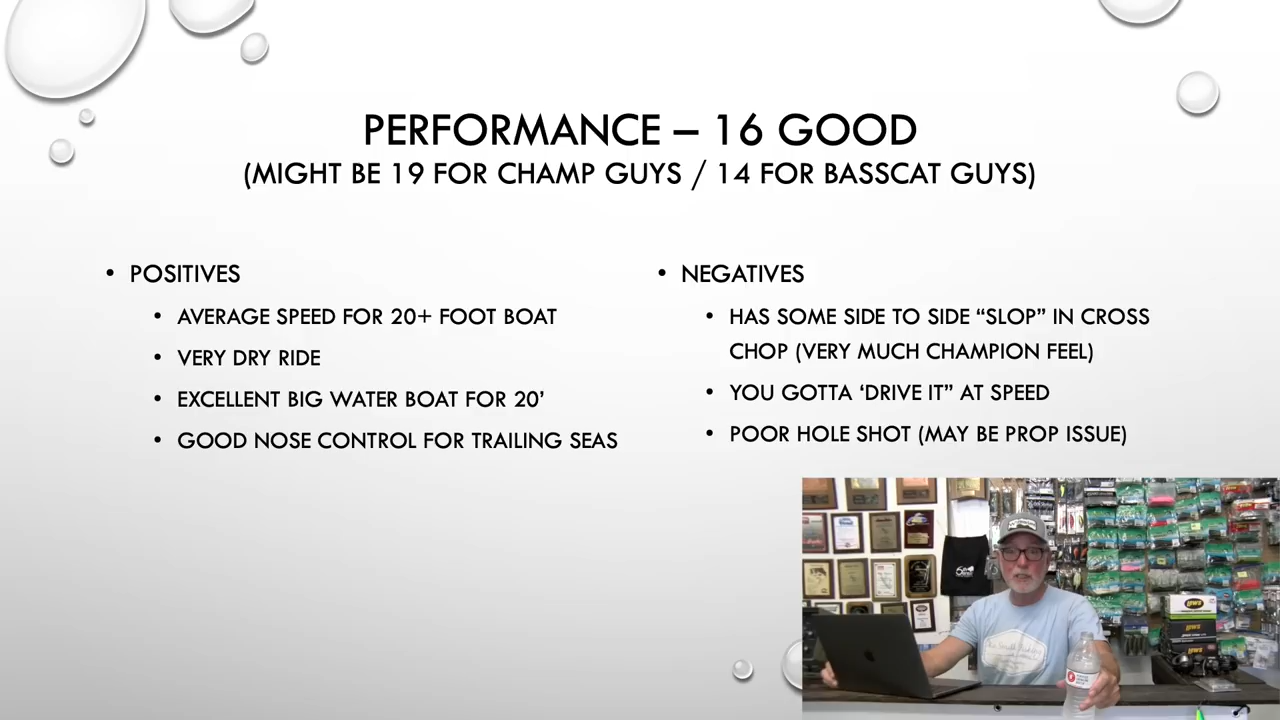 PERFORMANCE – 16 GOOD
(MIGHT BE 19 FOR CHAMP GUYS / 14 FOR BASSCAT GUYS)
• POSITIVES
• AVERAGE SPEED FOR 20+ FOOT BOAT
• VERY DRY RIDE
• EXCELLENT BIG WATER BOAT FOR 20’
• GOOD NOSE CONTROL FOR TRAILING SEAS
• NEGATIVES
• HAS SOME SIDE TO SIDE “SLOP” IN CROSS
CHOP (VERY MUCH CHAMPION FEEL)
• YOU GOTTA ‘DRIVE IT” AT SPEED
• POOR HOLE SHOT (MAY BE PROP ISSUE)